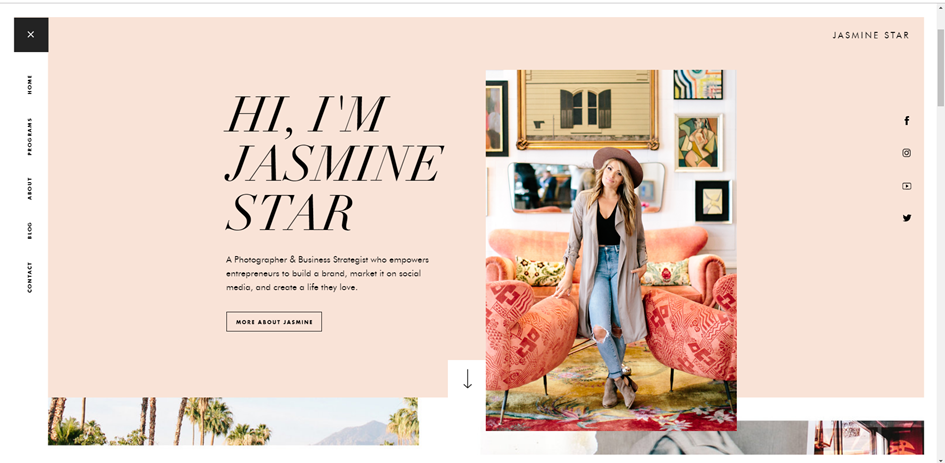 JASMINE STAR
HOME
PROGRAMS
ABOUT
BLOG
CONTACT
HI, I'M
JASMINE
STAR
A Photographer & Business Strategist who empowers
entrepreneurs to build a brand, market it on social
media, and create a life they love.
MORE ABOUT JASMINE